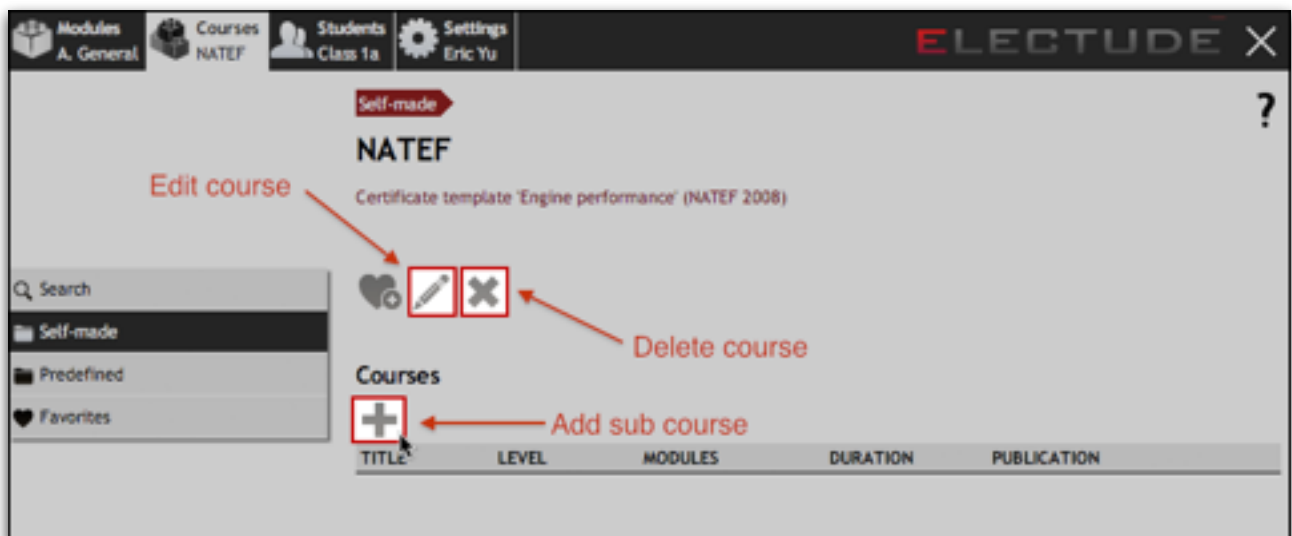 Modules
A. General
Courses
NATEF
Students
Class 1a
Settings
Eric Yu
ELECTUDE
Self-made
?
NATEF
Edit course
Certificate template 'Engine performance' (NATEF 2008)
Search
Self-made
Delete course
Predefined
Courses
Favorites
Add sub course
TITLE LEVEL MODULES DURATION PUBLICATION